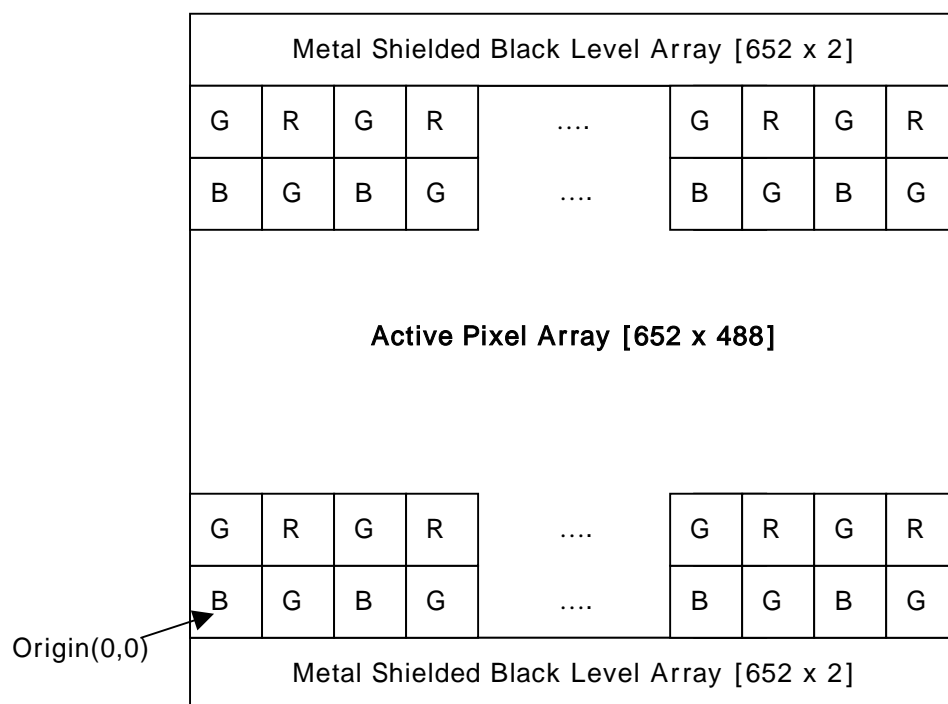 Metal Shielded Black Level Array [652 x 2]
G R G R .... G R G R
B G B G .... B G B G
Active Pixel Array [652 x 488]
G R G R .... G R G R
B G B G .... B G B G
Origin(0,0)
Metal Shielded Black Level Array [652 x 2]